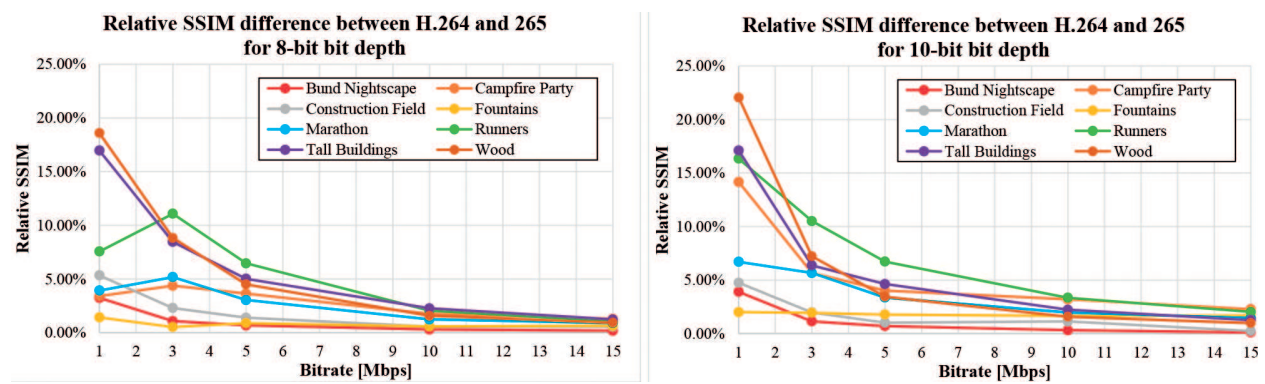 Relative SSIM difference between H.264 and 265
for 8-bit bit depth
25.00%
20.00%
15.00%
10.00%
5.00%
0.00%
Relative SSIM
Bund Nightscape
Campfire Party
Construction Field
Fountains
Marathon
Runners
Tall Buildings
Wood
1 2 3 4 5 6 7 8 9 10 11 12 13 14 15
Bitrate [Mbps]
Relative SSIM difference between H.264 and 265
for 10-bit bit depth
25.00%
20.00%
15.00%
10.00%
5.00%
0.00%
Relative SSIM
Bund Nightscape
Campfire Party
Construction Field
Fountains
Marathon
Runners
Tall Buildings
Wood
1 2 3 4 5 6 7 8 9 10 11 12 13 14 15
Bitrate [Mbps]